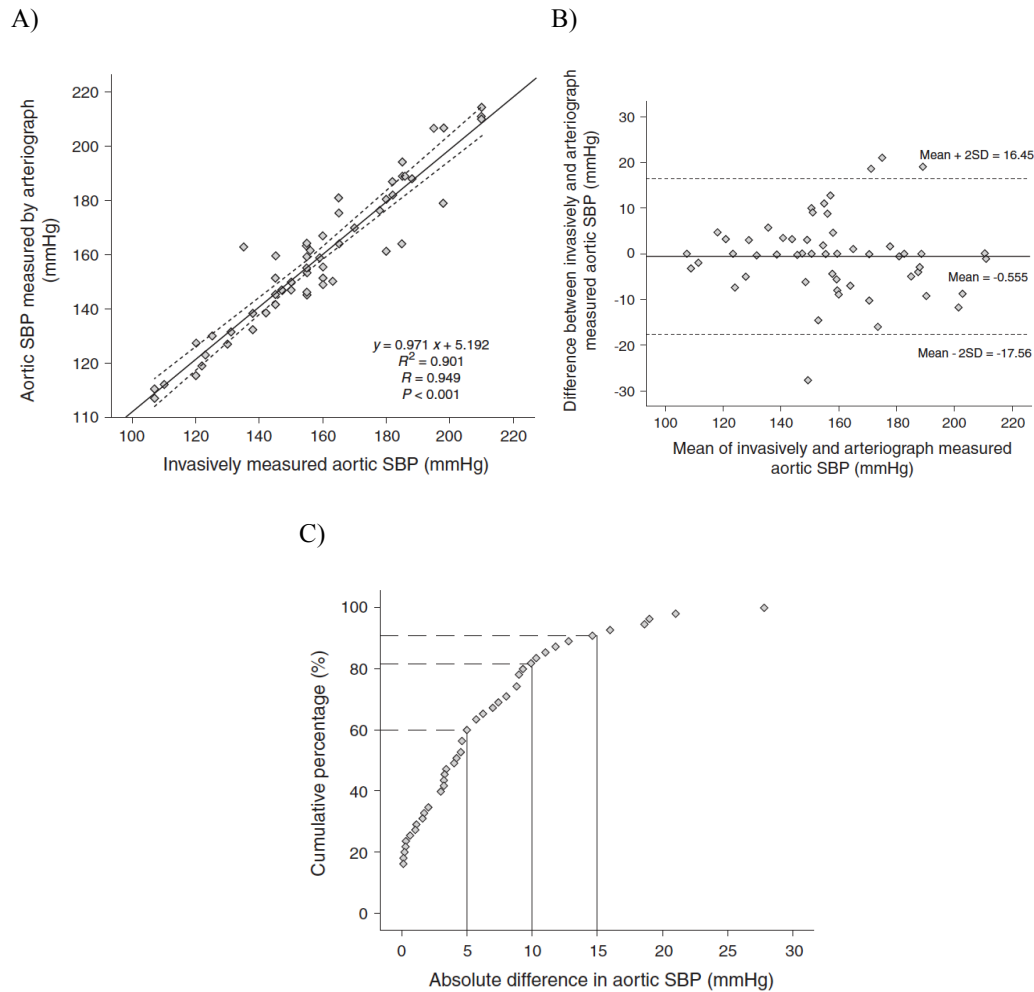 A)
B)
Aortic SBP measured by arteriograph
(mmHg)
220
200
180
160
140
120
110
100
120
140
160
180
200
220
Invasively measured aortic SBP (mmHg)
y = 0.971 x + 5.192
R² = 0.901
R = 0.949
P < 0.001
Difference between invasively and arteriograph
measured aortic SBP (mmHg)
30
20
10
0
-10
-20
-30
100
120
140
160
180
200
220
Mean of invasively and arteriograph measured
aortic SBP (mmHg)
Mean + 2SD = 16.45
Mean = -0.555
Mean - 2SD = -17.56
C)
Cumulative percentage (%)
100
80
60
40
20
0
0
5
10
15
20
25
30
Absolute difference in aortic SBP (mmHg)